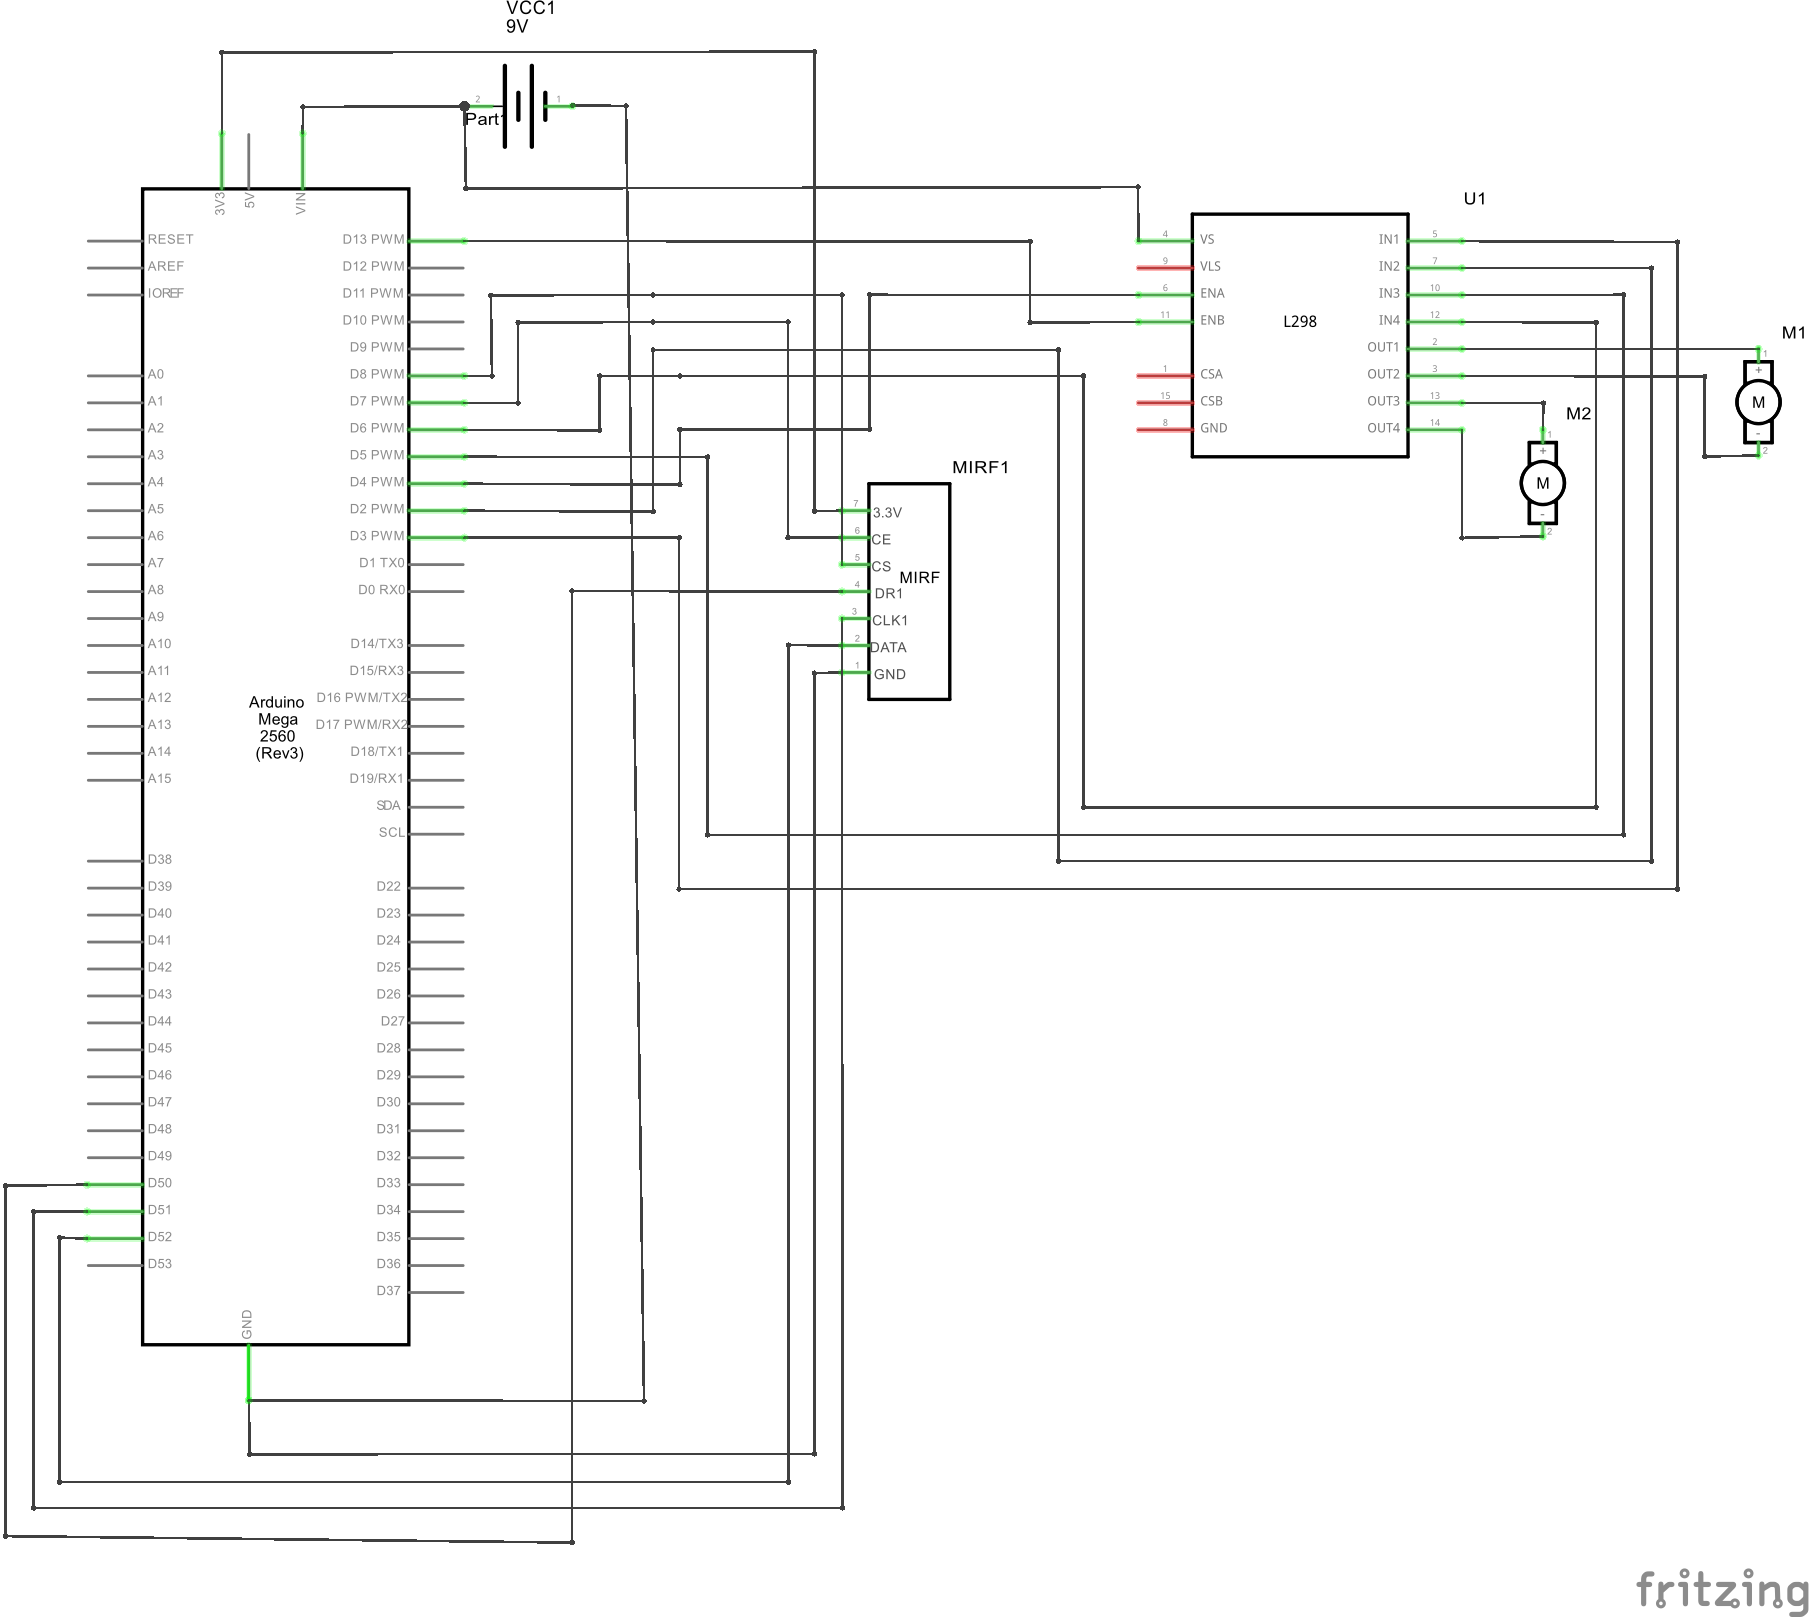 VCC1
9V
2
1
Part1
3V3
5V
VIN
RESET
AREF
IOREF
A0
A1
A2
A3
A4
A5
A6
A7
A8
A9
A10
A11
A12
A13
A14
A15
D38
D39
D40
D41
D42
D43
D44
D45
D46
D47
D48
D49
D50
D51
D52
D53
Arduino
Mega
2560
(Rev3)
GND
D13 PWM
D12 PWM
D11 PWM
D10 PWM
D9 PWM
D8 PWM
D7 PWM
D6 PWM
D5 PWM
D4 PWM
D2 PWM
D3 PWM
D1 TX0
D0 RX0
D14/TX3
D15/RX3
D16 PWM/TX2
D17 PWM/RX2
D18/TX1
D19/RX1
SDA
SCL
D22
D23
D24
D25
D26
D27
D28
D29
D30
D31
D32
D33
D34
D35
D36
D37
MIRF1
7 3.3V
6 CE
5 CS
MIRF
4 DR1
3 CLK1
2 DATA
1 GND
U1
4 VS
9 VLS
6 ENA
11 ENB
1 CSA
15 CSB
8 GND
L298
IN1 5
IN2 7
IN3 10
IN4 12
OUT1 2
OUT2 3
OUT3 13
OUT4 14
M1
1
+
M
-
2
M2
1
+
M
-
2
fritzing